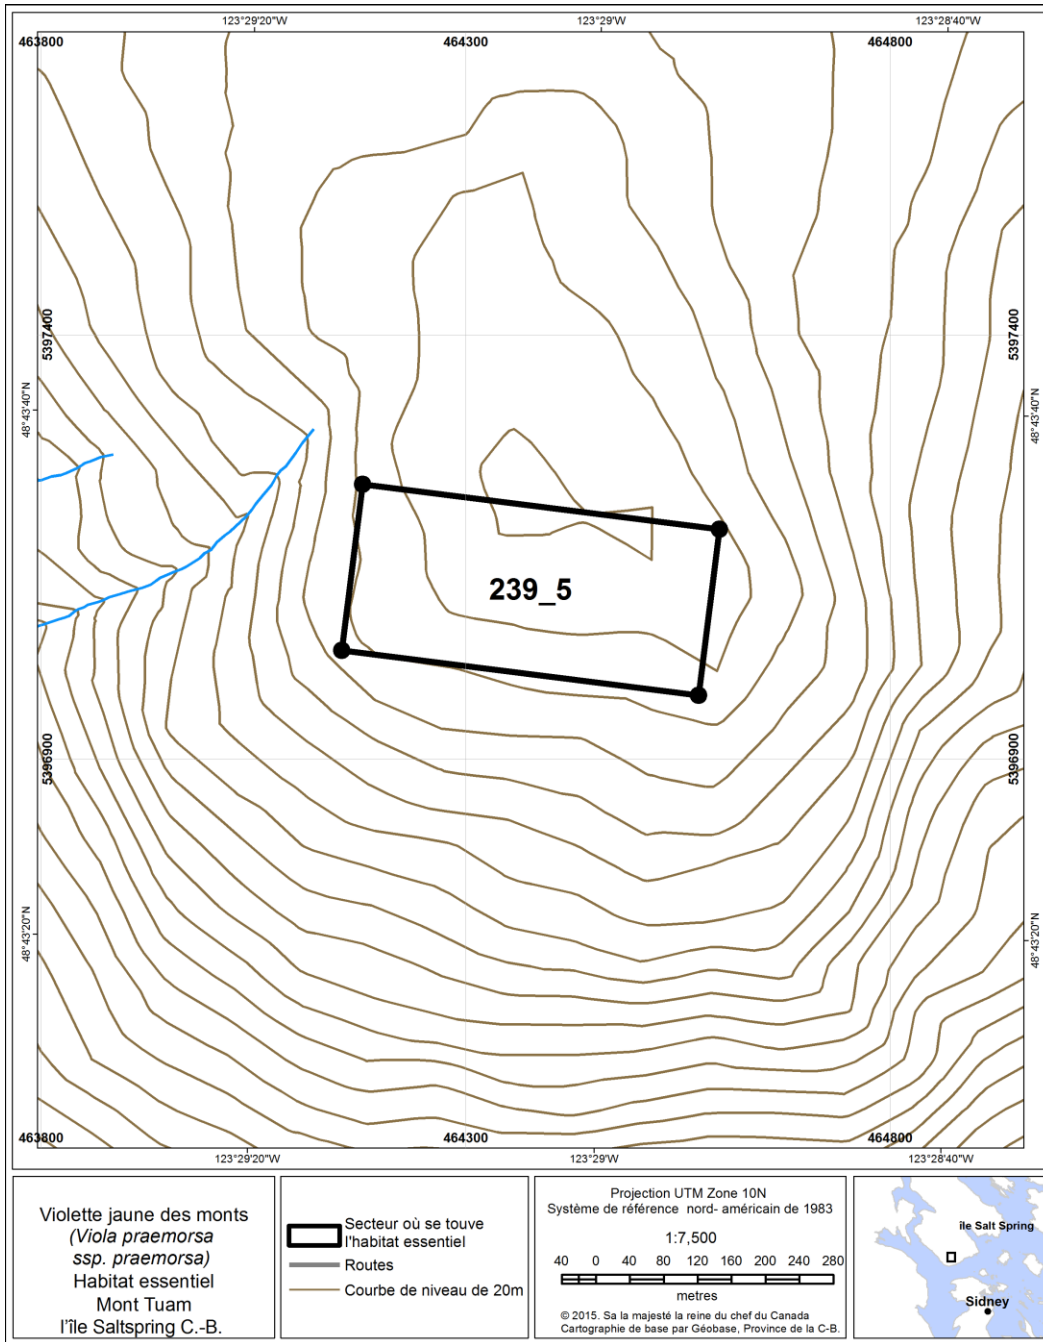 123°29'20"W 123°29'W 123°28'40"W
463800 464300 464800
5397400 5397400
48°43'40"N 48°43'40"N
239_5
5396900 5396900
48°43'20"N 48°43'20"N
463800 464300 464800
123°29'20"W 123°29'W 123°28'40"W
Violette jaune des monts
(Viola praemorsa
ssp. praemorsa)
Habitat essentiel
Mont Tuam
l'île Saltspring C.-B.
Secteur où se touve
l'habitat essentiel
Routes
Courbe de niveau de 20m
Projection UTM Zone 10N
Système de référence nord- américain de 1983
1:7,500
40 0 40 80 120 160 200 240 280
metres
© 2015. Sa la majesté la reine du chef du Canada
Cartographie de base par Géobase, Province de la C-B.
île Salt Spring
Sidney